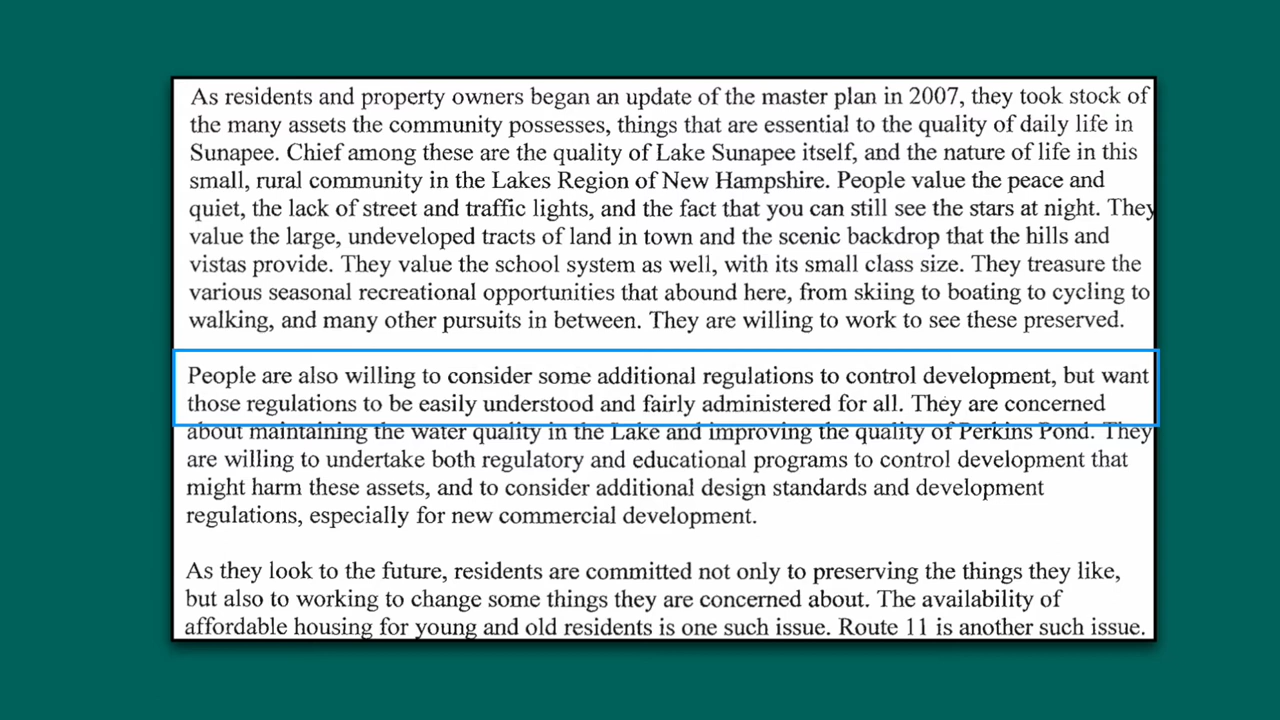 As residents and property owners began an update of the master plan in 2007, they took stock of
the many assets the community possesses, things that are essential to the quality of daily life in
Sunapee. Chief among these are the quality of Lake Sunapee itself, and the nature of life in this
small, rural community in the Lakes Region of New Hampshire. People value the peace and
quiet, the lack of street and traffic lights, and the fact that you can still see the stars at night. They
value the large, undeveloped tracts of land in town and the scenic backdrop that the hills and
vistas provide. They value the school system as well, with its small class size. They treasure the
various seasonal recreational opportunities that abound here, from skiing to boating to cycling to
walking, and many other pursuits in between. They are willing to work to see these preserved.
People are also willing to consider some additional regulations to control development, but want
those regulations to be easily understood and fairly administered for all. They are concerned
about maintaining the water quality in the Lake and improving the quality of Perkins Pond. They
are willing to undertake both regulatory and educational programs to control development that
might harm these assets, and to consider additional design standards and development
regulations, especially for new commercial development.
As they look to the future, residents are committed not only to preserving the things they like,
but also to working to change some things they are concerned about. The availability of
affordable housing for young and old residents is one such issue. Route 11 is another such issue.